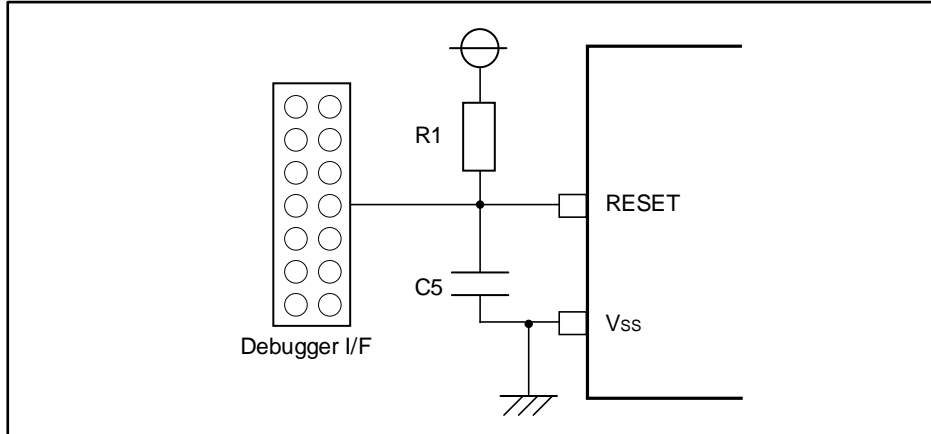 R1
RESET
C5
Vss
Debugger I/F